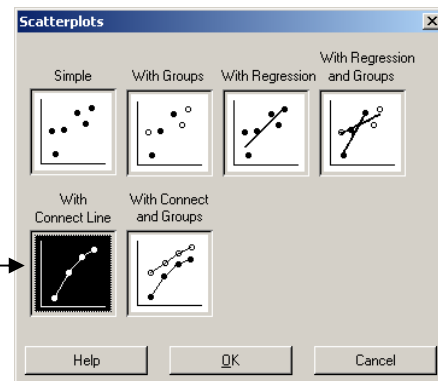 Scatterplots
Simple
With Groups
With Regression
With Regression
and Groups
With
Connect Line
With Connect
and Groups
Help
OK
Cancel